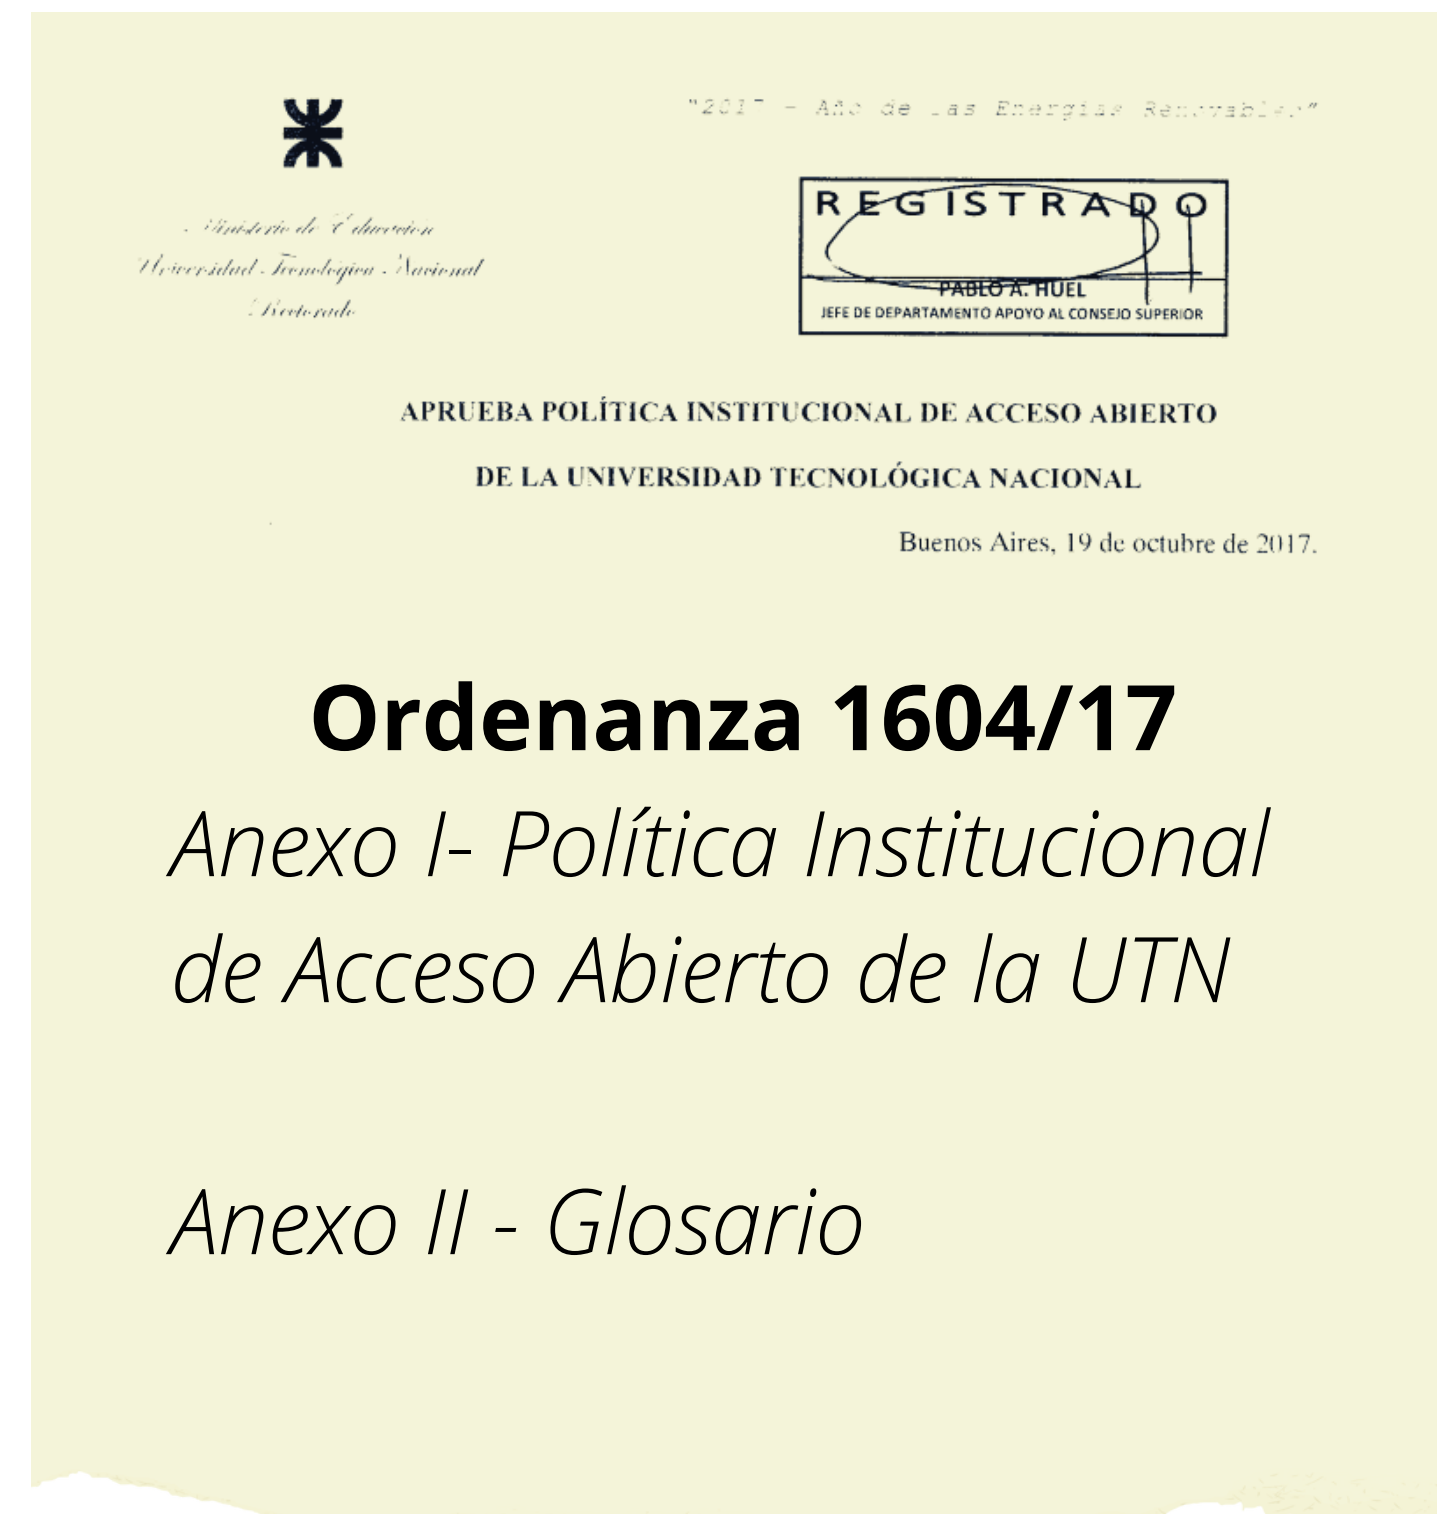 "2017 - Año de las Energías Renovables"
Ministerio de Educación
Universidad Tecnológica Nacional
Rectorado
REGISTRADO
PABLO A. HUEL
JEFE DE DEPARTAMENTO APOYO AL CONSEJO SUPERIOR
APRUEBA POLÍTICA INSTITUCIONAL DE ACCESO ABIERTO
DE LA UNIVERSIDAD TECNOLÓGICA NACIONAL
Buenos Aires, 19 de octubre de 2017.
Ordenanza 1604/17
Anexo I- Política Institucional
de Acceso Abierto de la UTN
Anexo II - Glosario